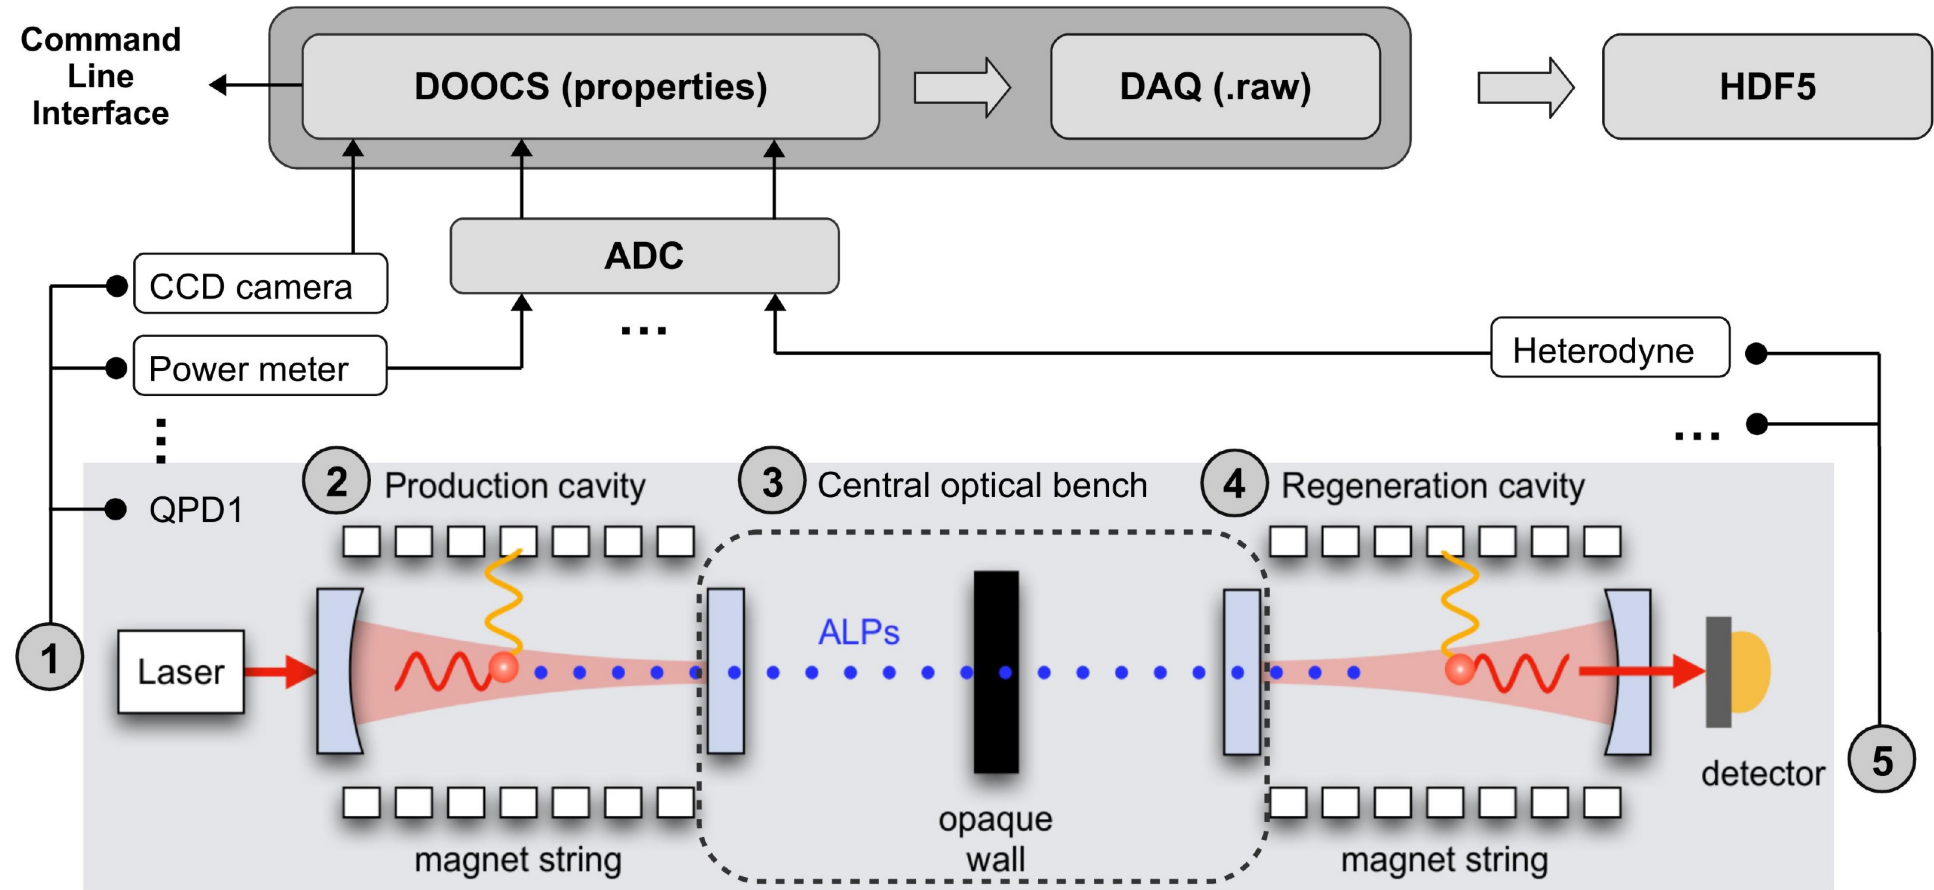 Command
Line
Interface
DOOCS (properties)
DAQ (.raw)
HDF5
ADC
CCD camera
Power meter
...
Heterodyne
...
QPD1
2 Production cavity
3 Central optical bench
4 Regeneration cavity
1
Laser
ALPs
5
detector
opaque
wall
magnet string
magnet string